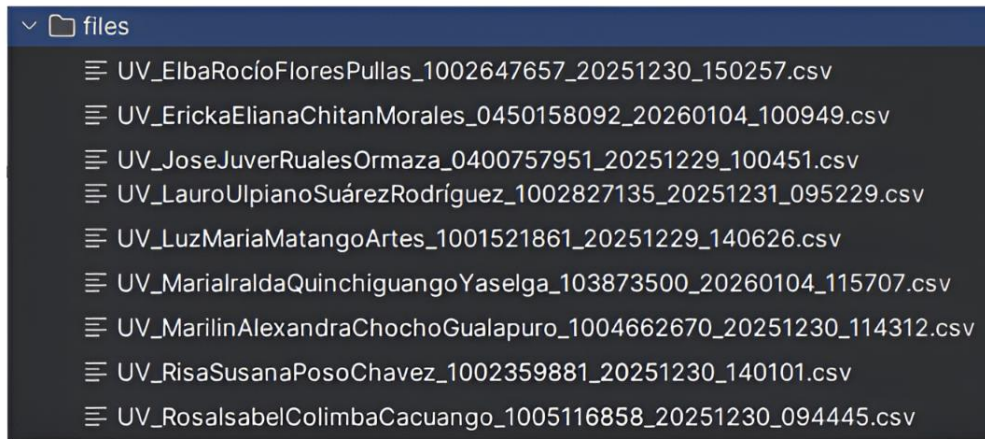 files
UV_ElbaRocíoFloresPullas_1002647657_20251230_150257.csv
UV_ErickaElianaChitanMorales_0450158092_20260104_100949.csv
UV_JoseJuverRualesOrmaza_0400757951_20251229_100451.csv
UV_LauroUlpianoSuárezRodríguez_1002827135_20251231_095229.csv
UV_LuzMariaMatangoArtes_1001521861_20251229_140626.csv
UV_MariaIraldaQuinchiguangoYaselga_103873500_20260104_115707.csv
UV_MarilinAlexandraChochoGualapuro_1004662670_20251230_114312.csv
UV_RisaSusanaPosoChavez_1002359881_20251230_140101.csv
UV_RosaIsabelColimbaCacuango_1005116858_20251230_094445.csv